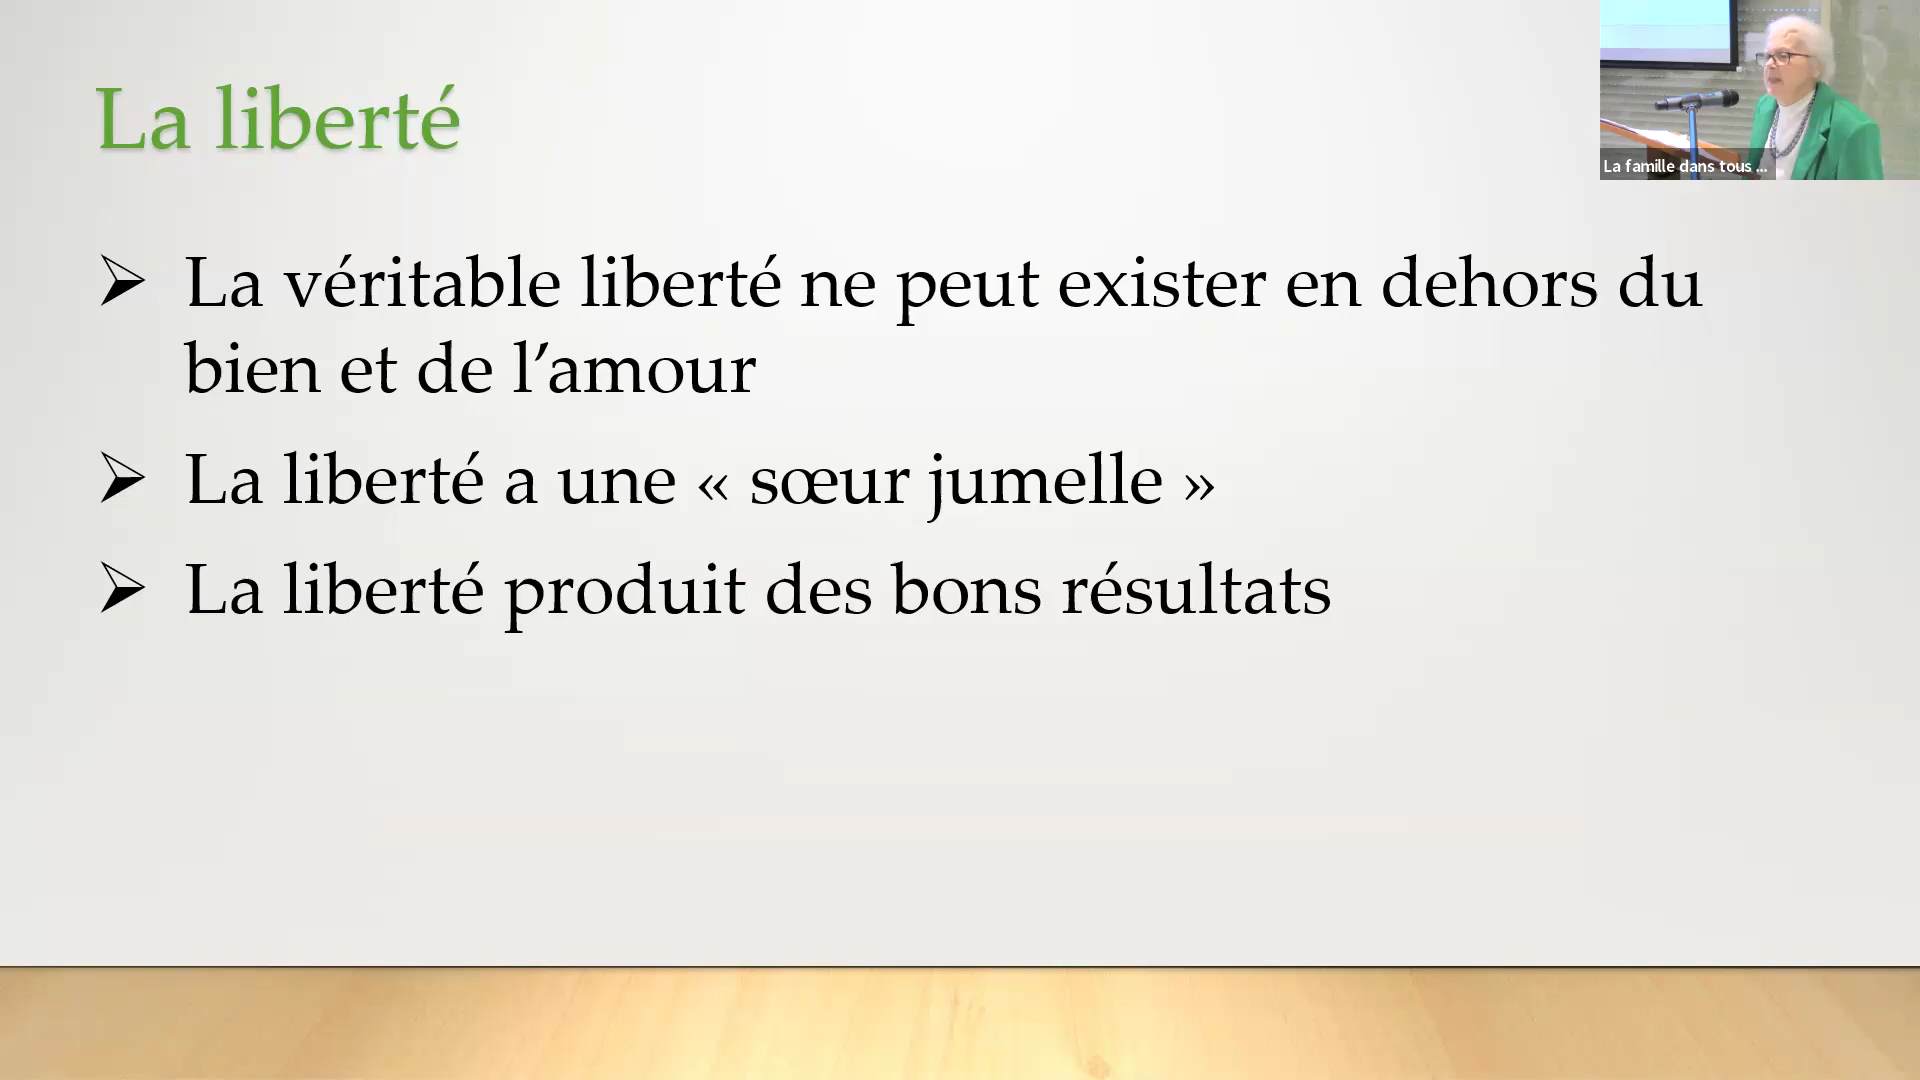 La liberté
La famille dans tous ...
➢ La véritable liberté ne peut exister en dehors du
bien et de l’amour
➢ La liberté a une « sœur jumelle »
➢ La liberté produit des bons résultats